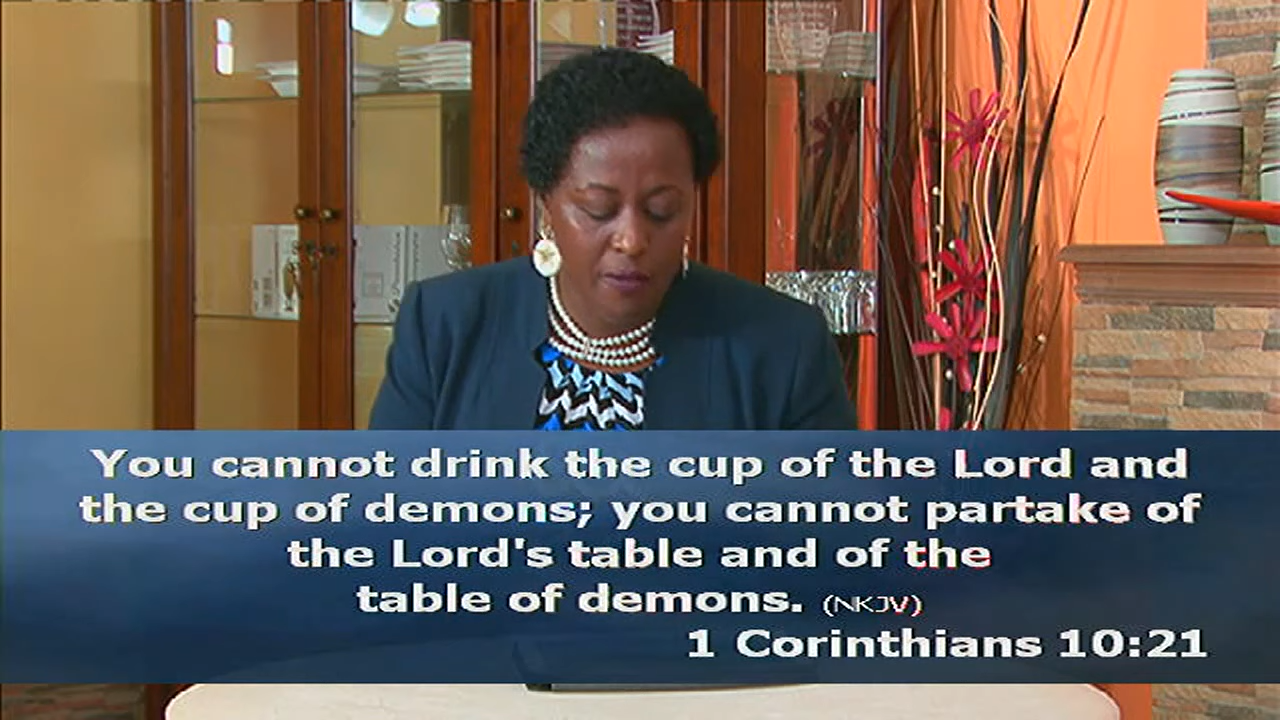 You cannot drink the cup of the Lord and
the cup of demons; you cannot partake of
the Lord's table and of the
table of demons. (NKJV)
1 Corinthians 10:21